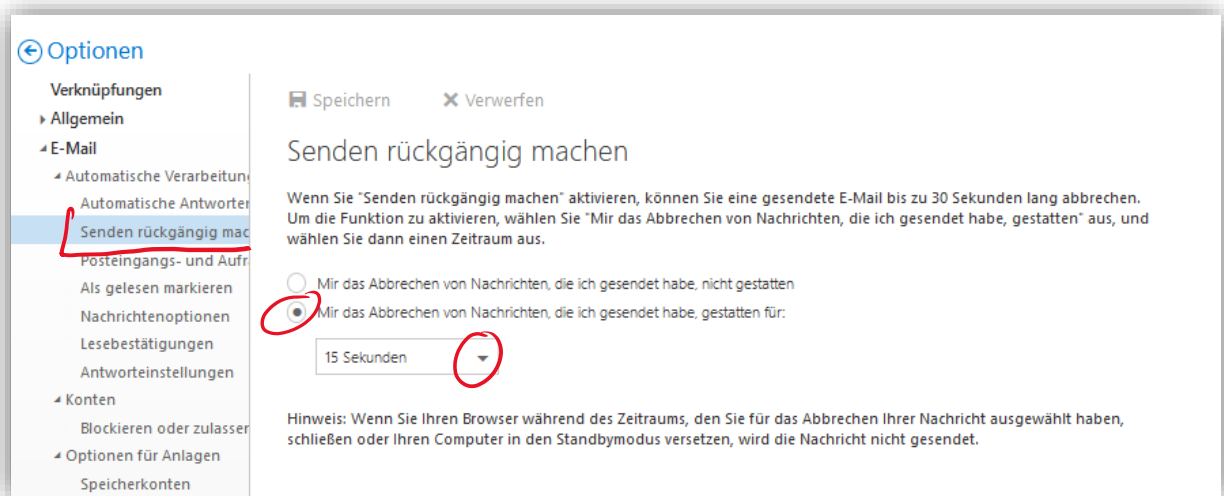 Optionen
Verknüpfungen
Allgemein
E-Mail
Automatische Verarbeitung
Automatische Antworten
Senden rückgängig mac
Posteingangs- und Aufr
Als gelesen markieren
Nachrichtenoptionen
Lesebestätigungen
Antworteinstellungen
Konten
Blockieren oder zulassen
Optionen für Anlagen
Speicherkonten
Speichern Verwerfen
Senden rückgängig machen
Wenn Sie "Senden rückgängig machen" aktivieren, können Sie eine gesendete E-Mail bis zu 30 Sekunden lang abbrechen.
Um die Funktion zu aktivieren, wählen Sie "Mir das Abbrechen von Nachrichten, die ich gesendet habe, gestatten" aus, und
wählen Sie dann einen Zeitraum aus.
Mir das Abbrechen von Nachrichten, die ich gesendet habe, nicht gestatten
Mir das Abbrechen von Nachrichten, die ich gesendet habe, gestatten für:
15 Sekunden
Hinweis: Wenn Sie Ihren Browser während des Zeitraums, den Sie für das Abbrechen Ihrer Nachricht ausgewählt haben,
schließen oder Ihren Computer in den Standbymodus versetzen, wird die Nachricht nicht gesendet.